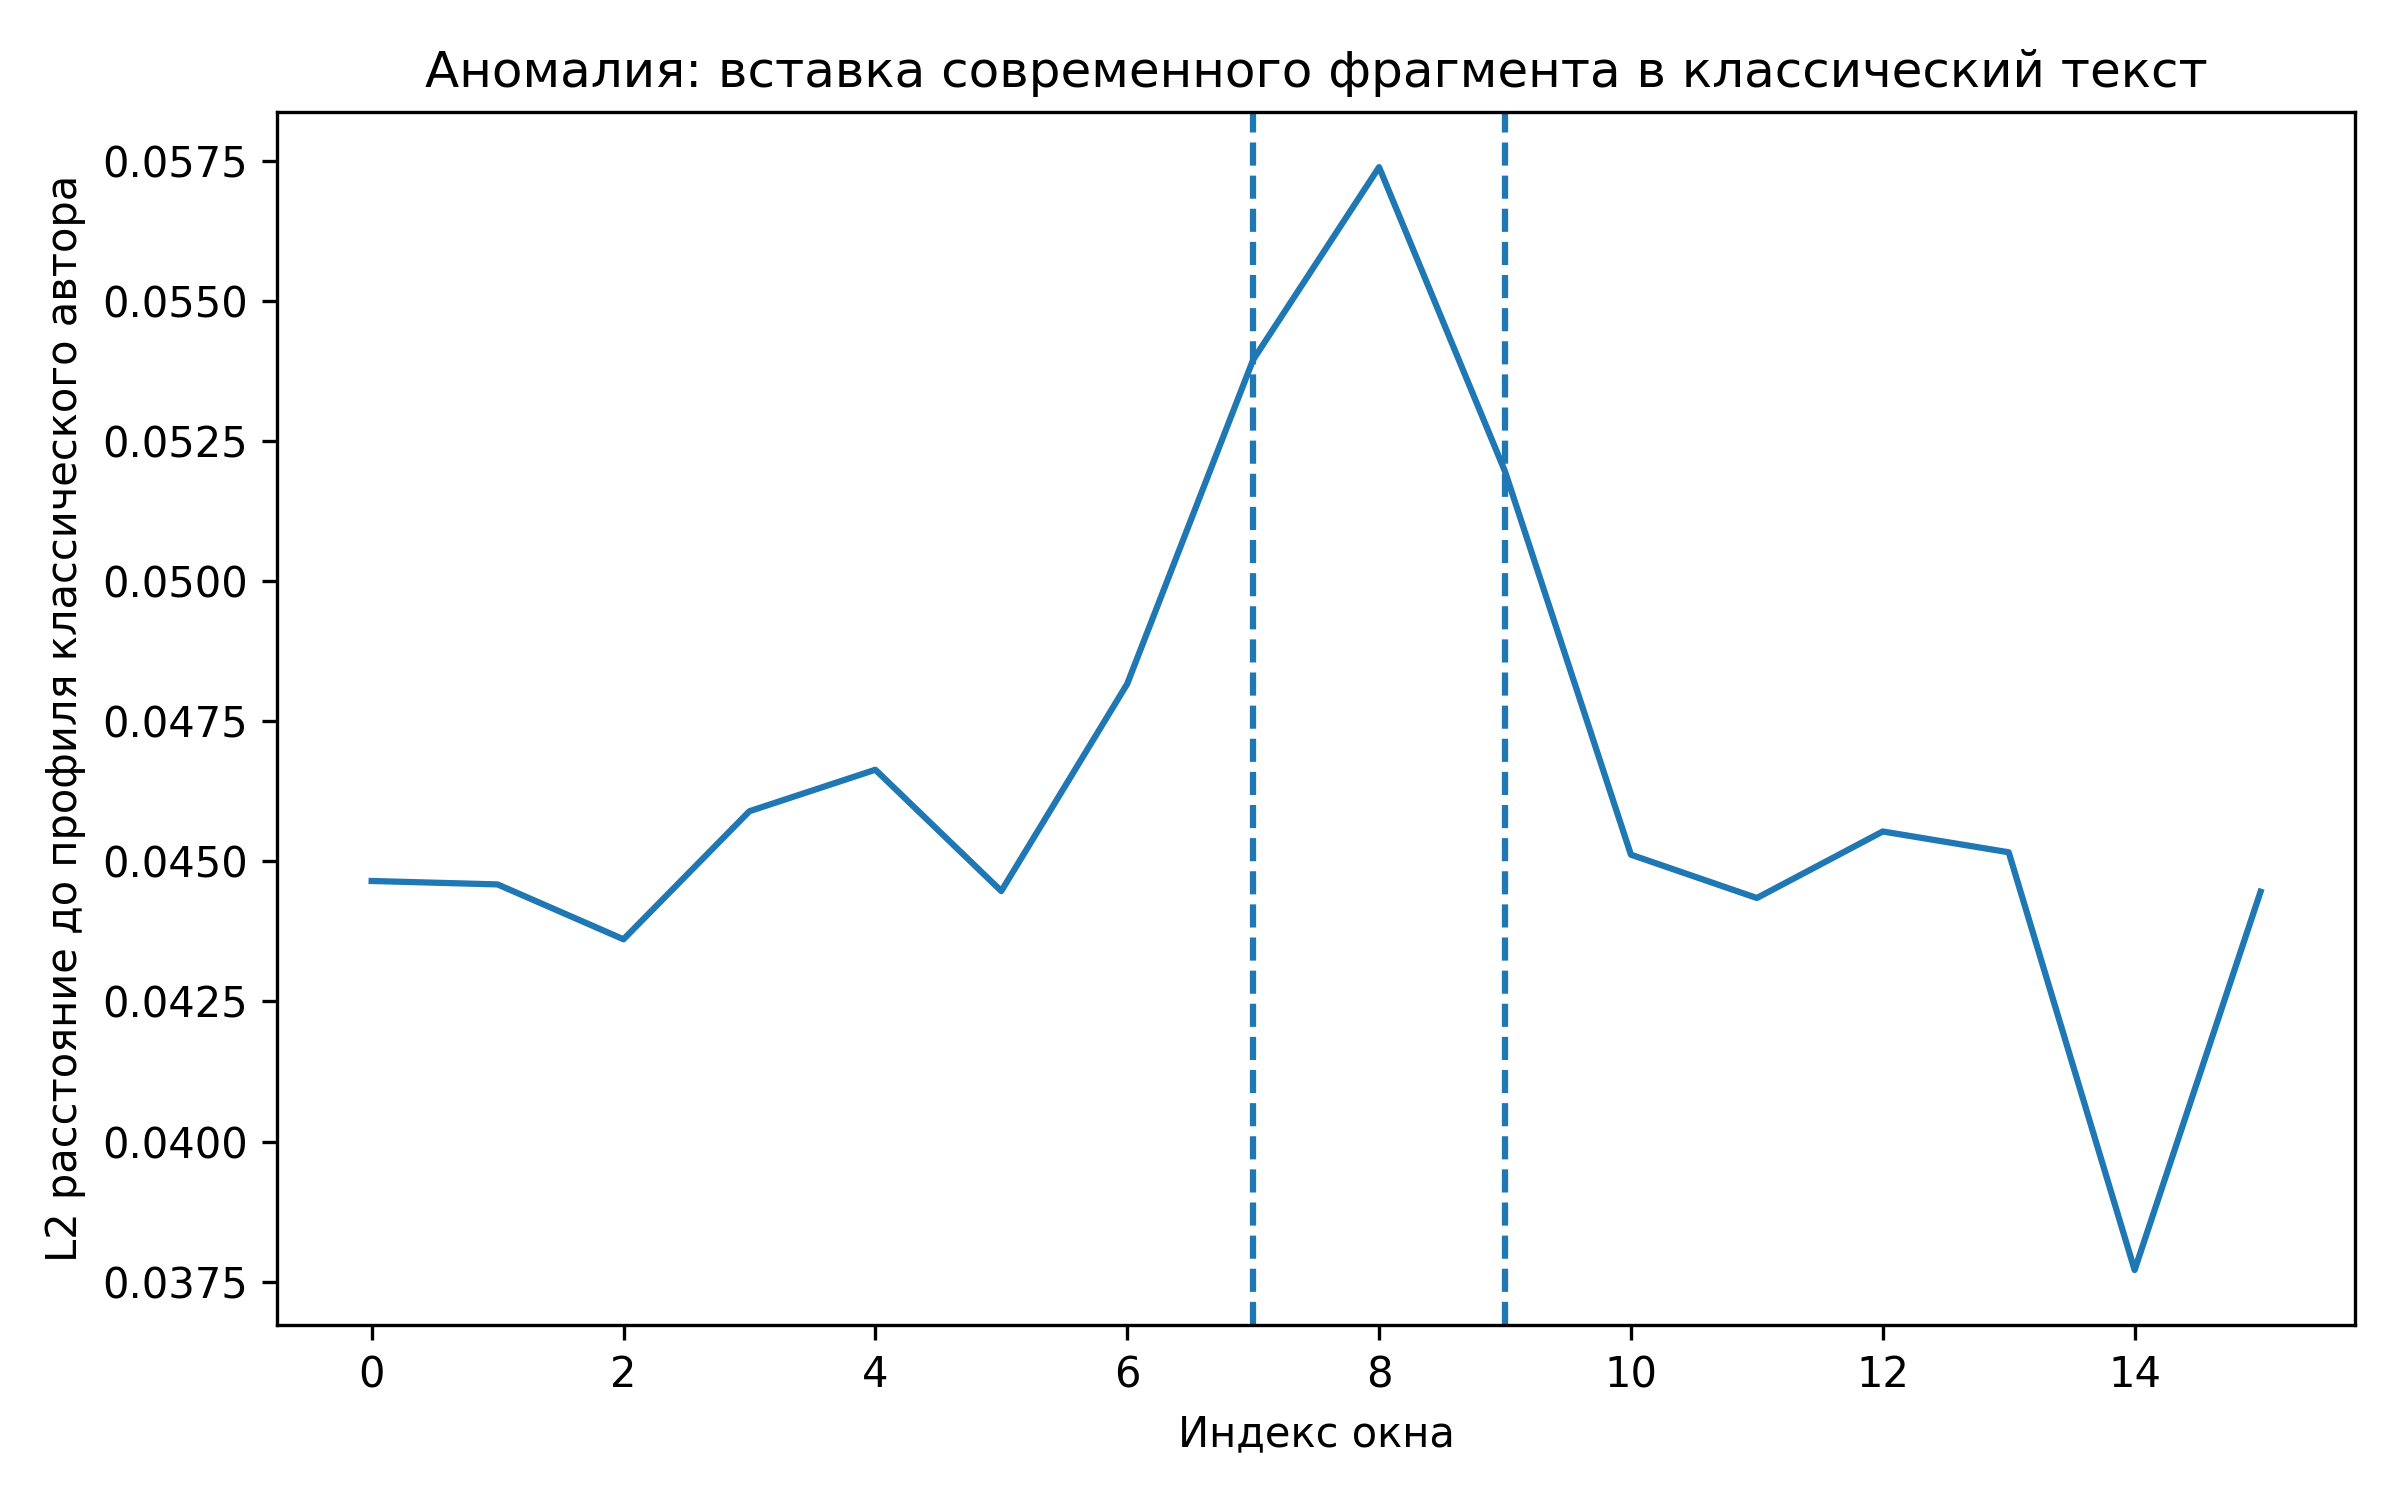 Аномалия: вставка современного фрагмента в классический текст
L2 расстояние до профиля классического автора
0.0575
0.0550
0.0525
0.0500
0.0475
0.0450
0.0425
0.0400
0.0375
0 2 4 6 8 10 12 14
Индекс окна